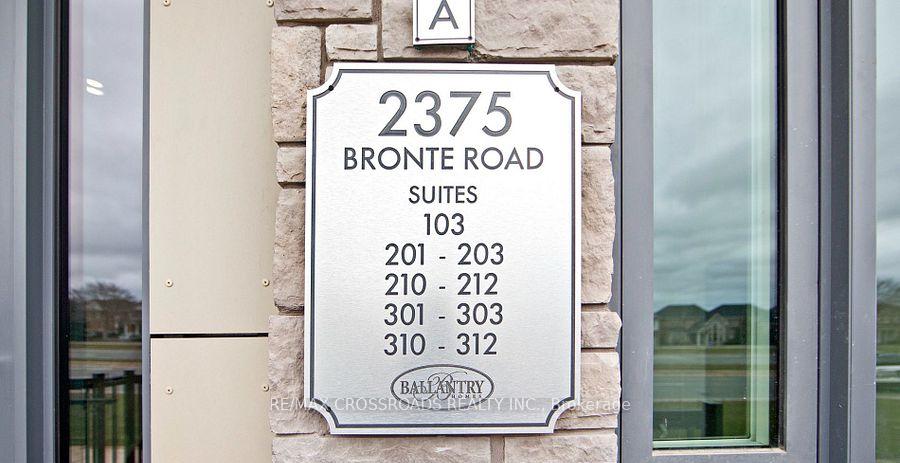 A
2375
BRONTE ROAD
SUITES
103
201 - 203
210 - 212
301 - 303
310 - 312
BALLANTRY
HOMES
RE/MAX CROSSROADS REALTY INC., Brokerage